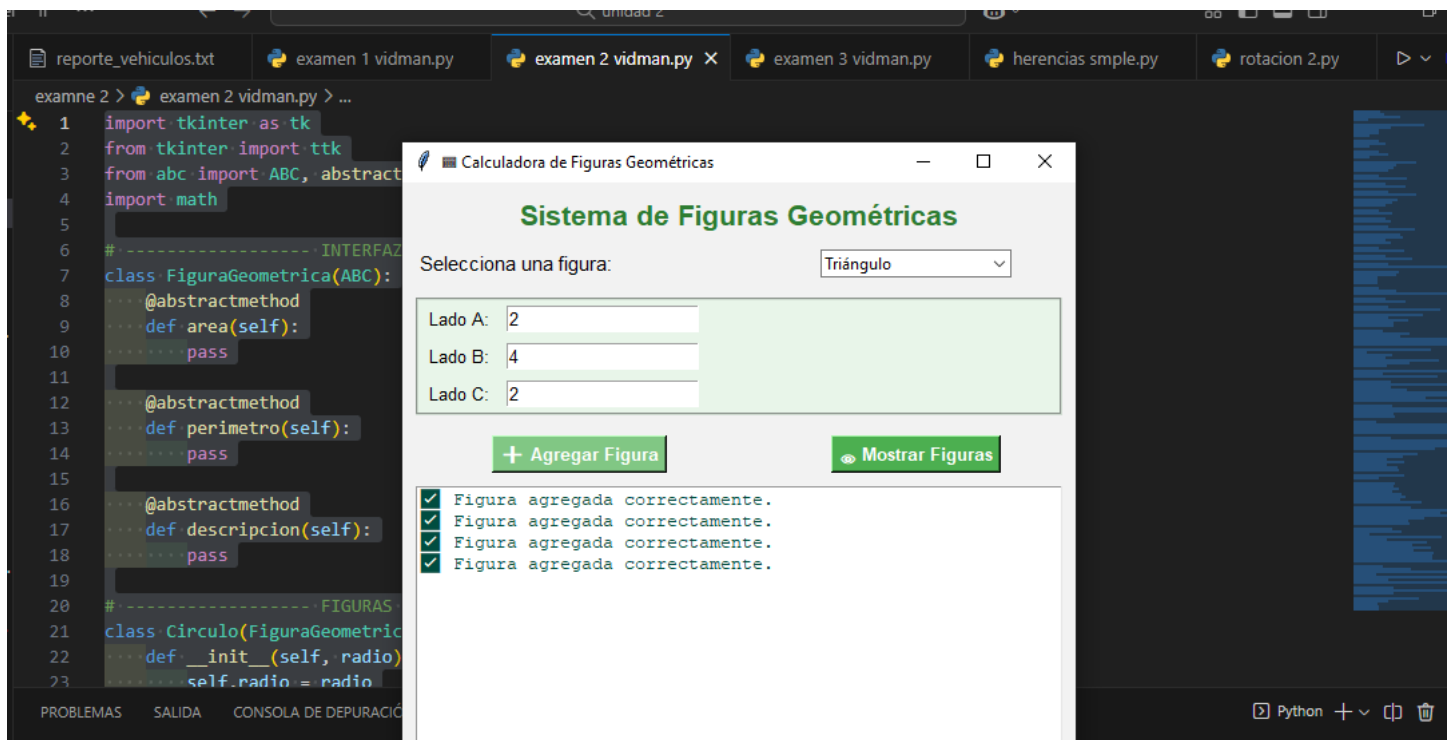 unidad 2
reporte_vehiculos.txt examen 1 vidman.py examen 2 vidman.py examen 3 vidman.py herencias smple.py rotacion 2.py
examne 2 > examen 2 vidman.py > ...
1 import tkinter as tk
2 from tkinter import ttk
3 from abc import ABC, abstract
4 import math
5
6 # ------------------ INTERFAZ
7 class FiguraGeometrica(ABC):
8 @abstractmethod
9 def area(self):
10 pass
11
12 @abstractmethod
13 def perimetro(self):
14 pass
15
16 @abstractmethod
17 def descripcion(self):
18 pass
19
20 # ------------------ FIGURAS
21 class Circulo(FiguraGeometric
22 def __init__(self, radio)
23 self.radio = radio
Calculadora de Figuras Geométricas
Sistema de Figuras Geométricas
Selecciona una figura: Triángulo
Lado A: 2
Lado B: 4
Lado C: 2
+ Agregar Figura Mostrar Figuras
Figura agregada correctamente.
Figura agregada correctamente.
Figura agregada correctamente.
Figura agregada correctamente.
PROBLEMAS SALIDA CONSOLA DE DEPURACIÓ Python